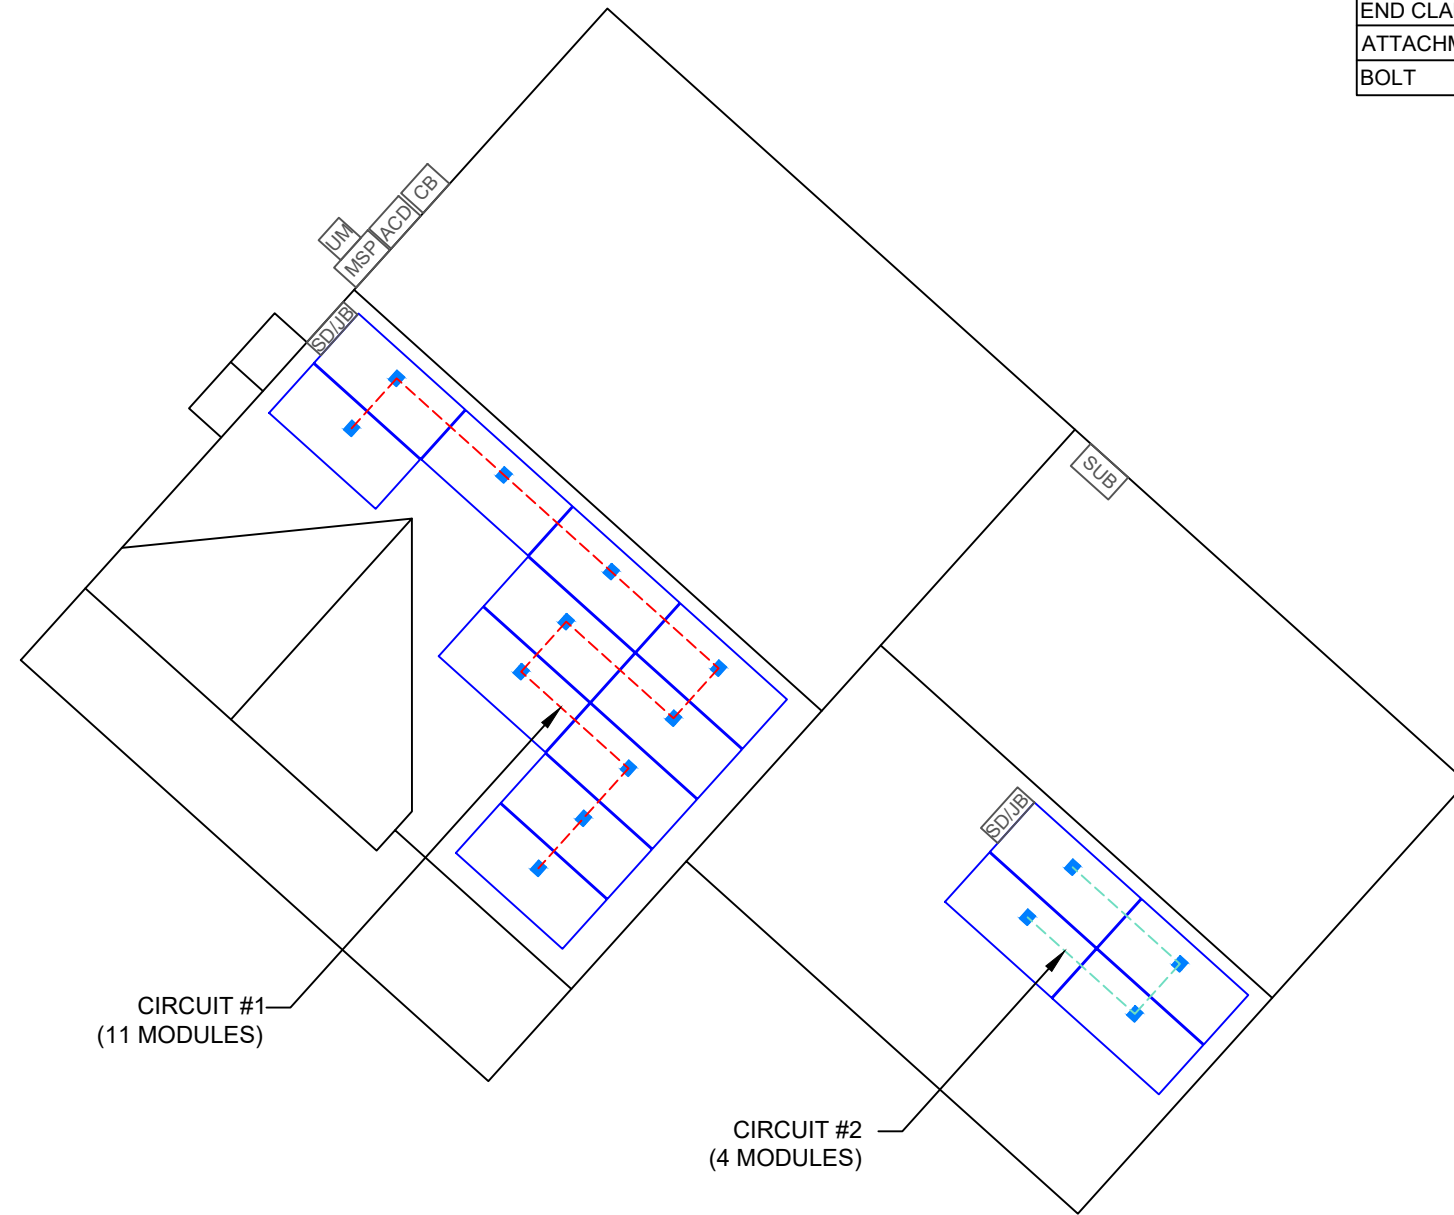 END CLA
ATTACHM
BOLT
CB
ACD
UM
MSP
SD/JB
SUB
SD/JB
CIRCUIT #1
(11 MODULES)
CIRCUIT #2
(4 MODULES)